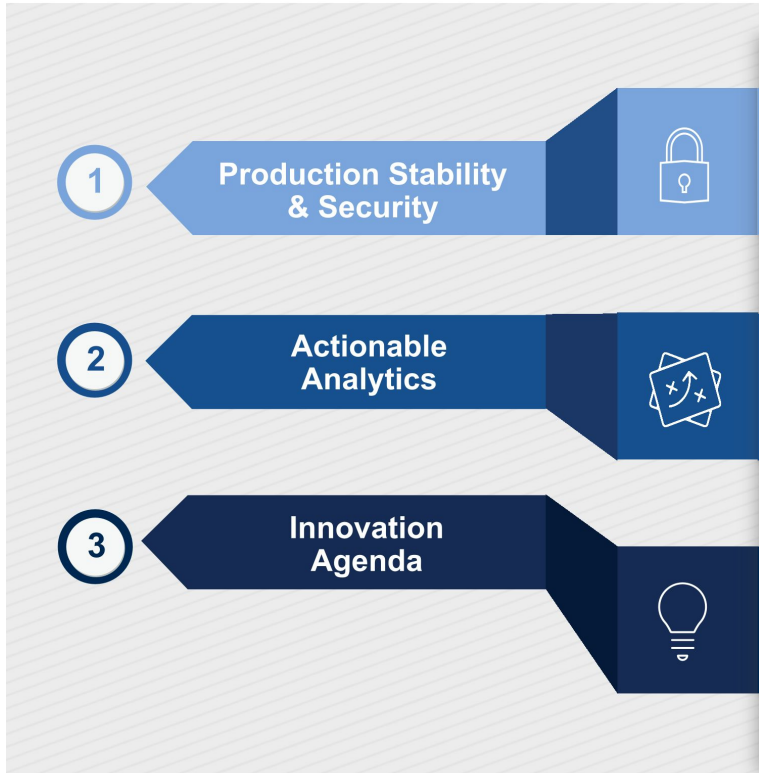 1
Production Stability
& Security
2
Actionable
Analytics
3
Innovation
Agenda